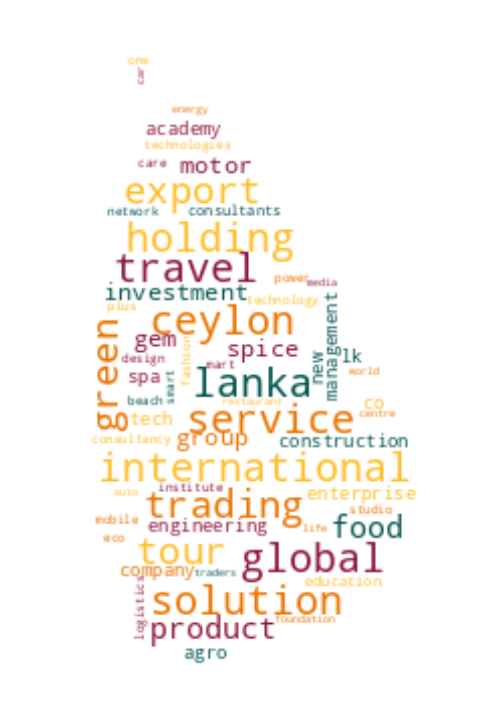 one
car
energy
academy
technologies
care motor
export
network consultants
holding
travel
power media
investment technology
plus
ceylon
green
gem fashion spice new management lk
design mart
spa smart lanka world
beach restaurant co
tech service centre
consultancy group construction
international
auto institute enterprise
trading studio
mobile engineering life food
eco
tour global
company traders
logistics education
solution
product foundation
agro